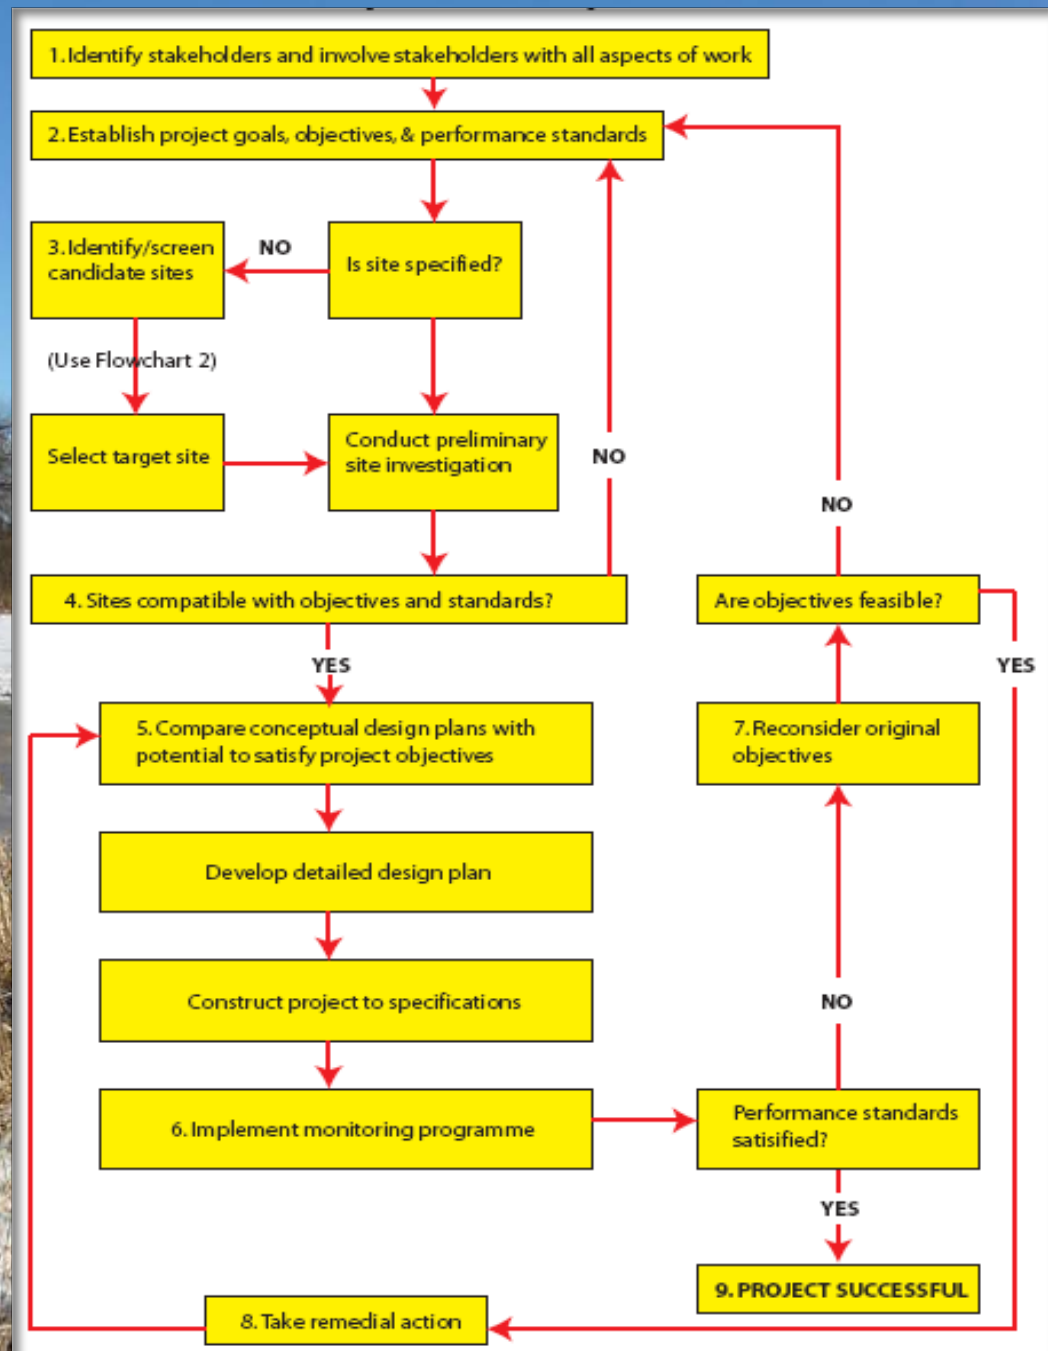 1. Identify stakeholders and involve stakeholders with all aspects of work
2. Establish project goals, objectives, & performance standards
3. Identify/screen
candidate sites
NO
Is site specified?
(Use Flowchart 2)
Select target site
Conduct preliminary
site investigation
NO
NO
4. Sites compatible with objectives and standards?
Are objectives feasible?
YES
YES
5. Compare conceptual design plans with
potential to satisfy project objectives
7. Reconsider original
objectives
Develop detailed design plan
Construct project to specifications
NO
6. Implement monitoring programme
Performance standards
satisified?
YES
9. PROJECT SUCCESSFUL
8. Take remedial action